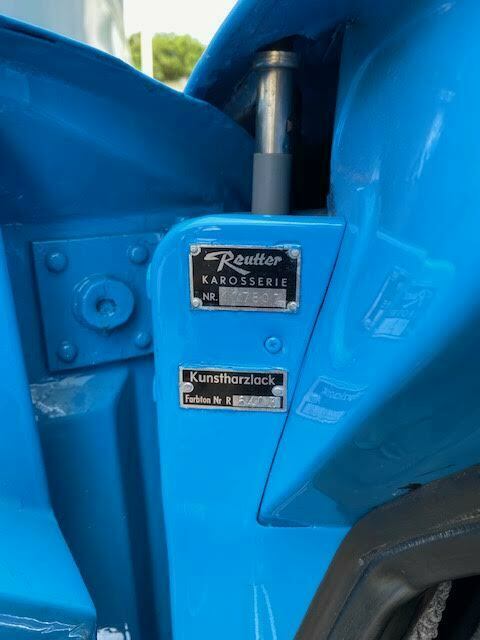 Reutter
KAROSSERIE
NR.
Kunstharzlack
Farbton Nr R